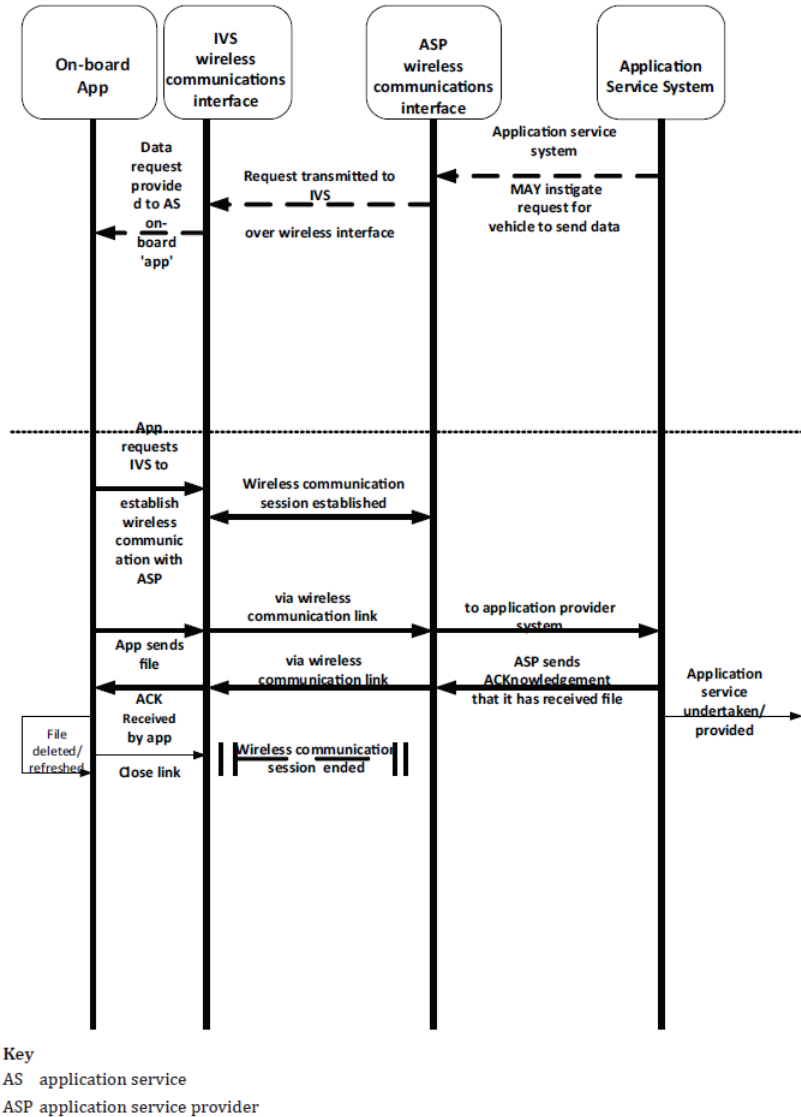 On-board
App
IVS
wireless
communications
interface
ASP
wireless
communications
interface
Application
Service System
Data
request
provide
d to AS
on-
board
'app'
Request transmitted to
IVS
over wireless interface
Application service
system
MAY instigate
request for
vehicle to send data
App
requests
IVS to
establish
wireless
communic
ation with
ASP
Wireless communication
session established
App sends
file
via wireless
communication link
to application provider
system
ASP sends
ACKnowledgement
that it has received file
via wireless
communication link
ACK
Received
by app
Application
service
undertaken/
provided
File
deleted/
refreshed
Close link
Wireless communication
session ended
Key
AS application service
ASP application service provider